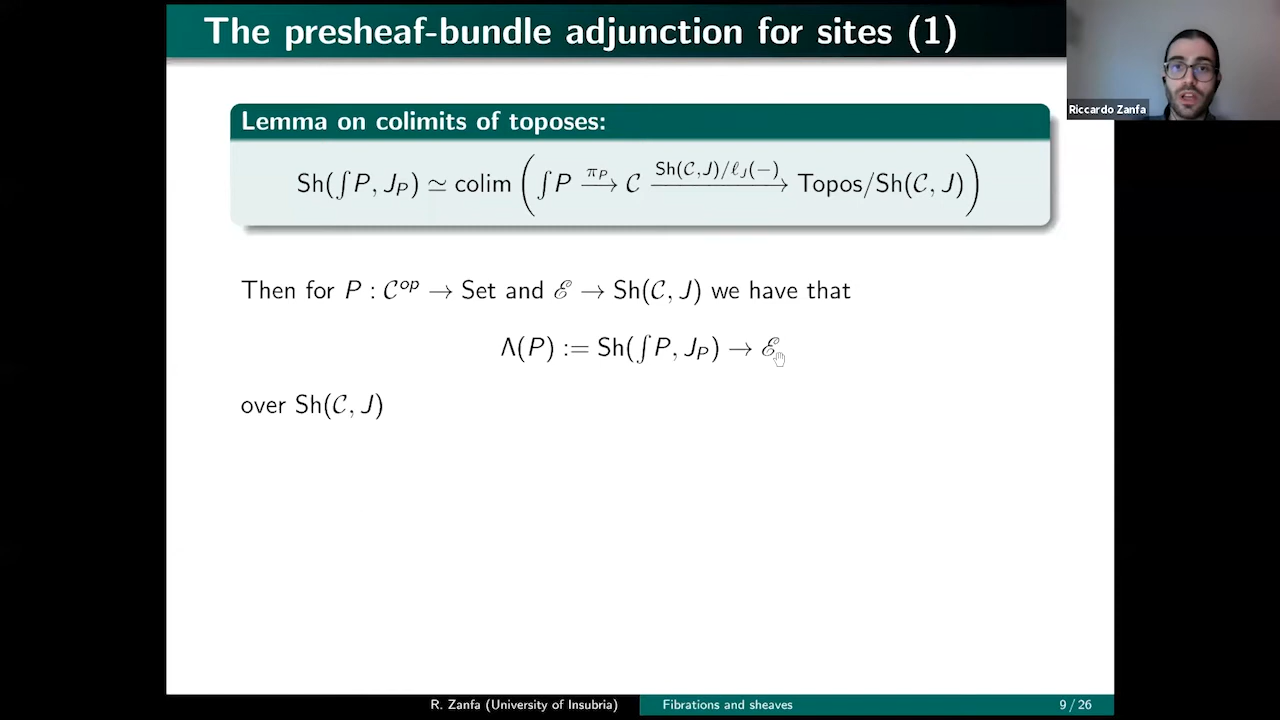 The presheaf-bundle adjunction for sites (1)
Riccardo Zanfa
Lemma on colimits of toposes:
Sh(∫P, J_P) ≃ colim ( ∫P —π_P→ 𝒞 —Sh(𝒞,J)/ℓ_J(−)→ Topos/Sh(𝒞, J) )
Then for P : 𝒞^op → Set and ℰ → Sh(𝒞, J) we have that
Λ(P) := Sh(∫P, J_P) → ℰ
over Sh(𝒞, J)
R. Zanfa (University of Insubria)
Fibrations and sheaves
9 / 26